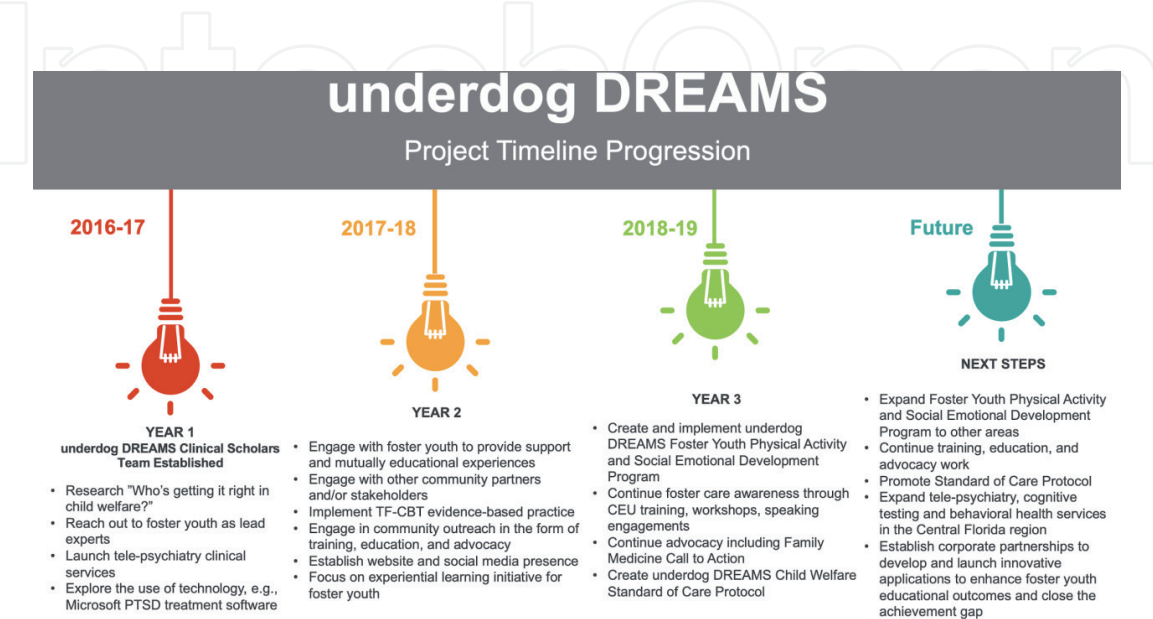 IntechOpen
underdog DREAMS
Project Timeline Progression
2016-17
YEAR 1
underdog DREAMS Clinical Scholars
Team Established
• Research "Who's getting it right in
child welfare?"
• Reach out to foster youth as lead
experts
• Launch tele-psychiatry clinical
services
• Explore the use of technology, e.g.,
Microsoft PTSD treatment software
2017-18
YEAR 2
• Engage with foster youth to provide support
and mutually educational experiences
• Engage with other community partners
and/or stakeholders
• Implement TF-CBT evidence-based practice
• Engage in community outreach in the form of
training, education, and advocacy
• Establish website and social media presence
• Focus on experiential learning initiative for
foster youth
2018-19
YEAR 3
• Create and implement underdog
DREAMS Foster Youth Physical Activity
and Social Emotional Development
Program
• Continue foster care awareness through
CEU training, workshops, speaking
engagements
• Continue advocacy including Family
Medicine Call to Action
• Create underdog DREAMS Child Welfare
Standard of Care Protocol
Future
NEXT STEPS
• Expand Foster Youth Physical Activity
and Social Emotional Development
Program to other areas
• Continue training, education, and
advocacy work
• Promote Standard of Care Protocol
• Expand tele-psychiatry, cognitive
testing and behavioral health services
in the Central Florida region
• Establish corporate partnerships to
develop and launch innovative
applications to enhance foster youth
educational outcomes and close the
achievement gap